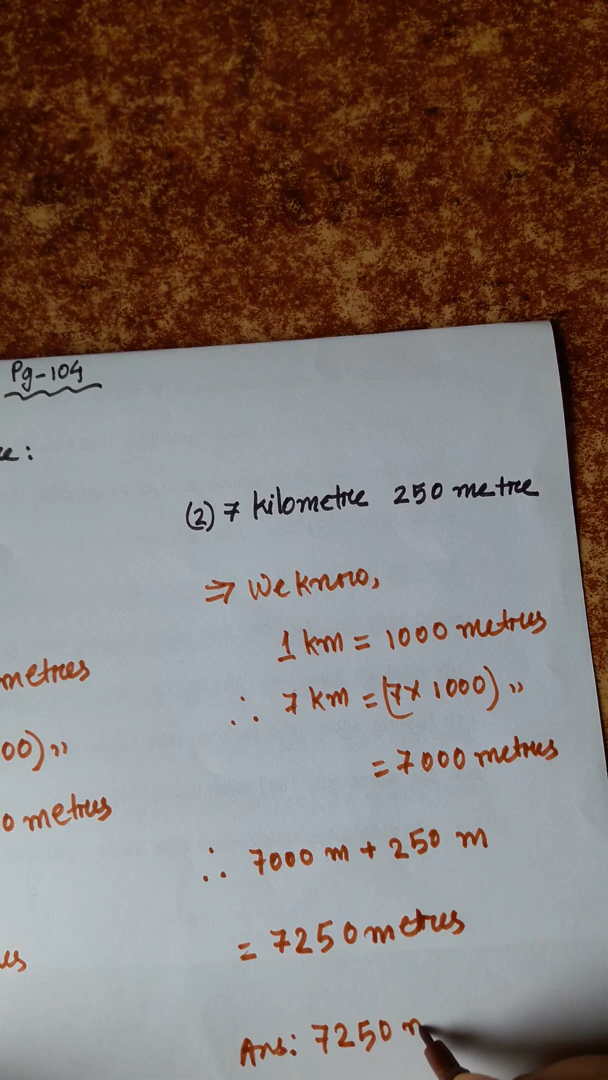 Pg-104
(2) 7 kilometre 250 metre
⇒ We know,
metres
1 km = 1000 metres
∴ 7 km = (7 × 1000) "
00) "
= 7000 metres
0 metres
∴ 7000 m + 250 m
= 7250 metres
Ans: 7250 m